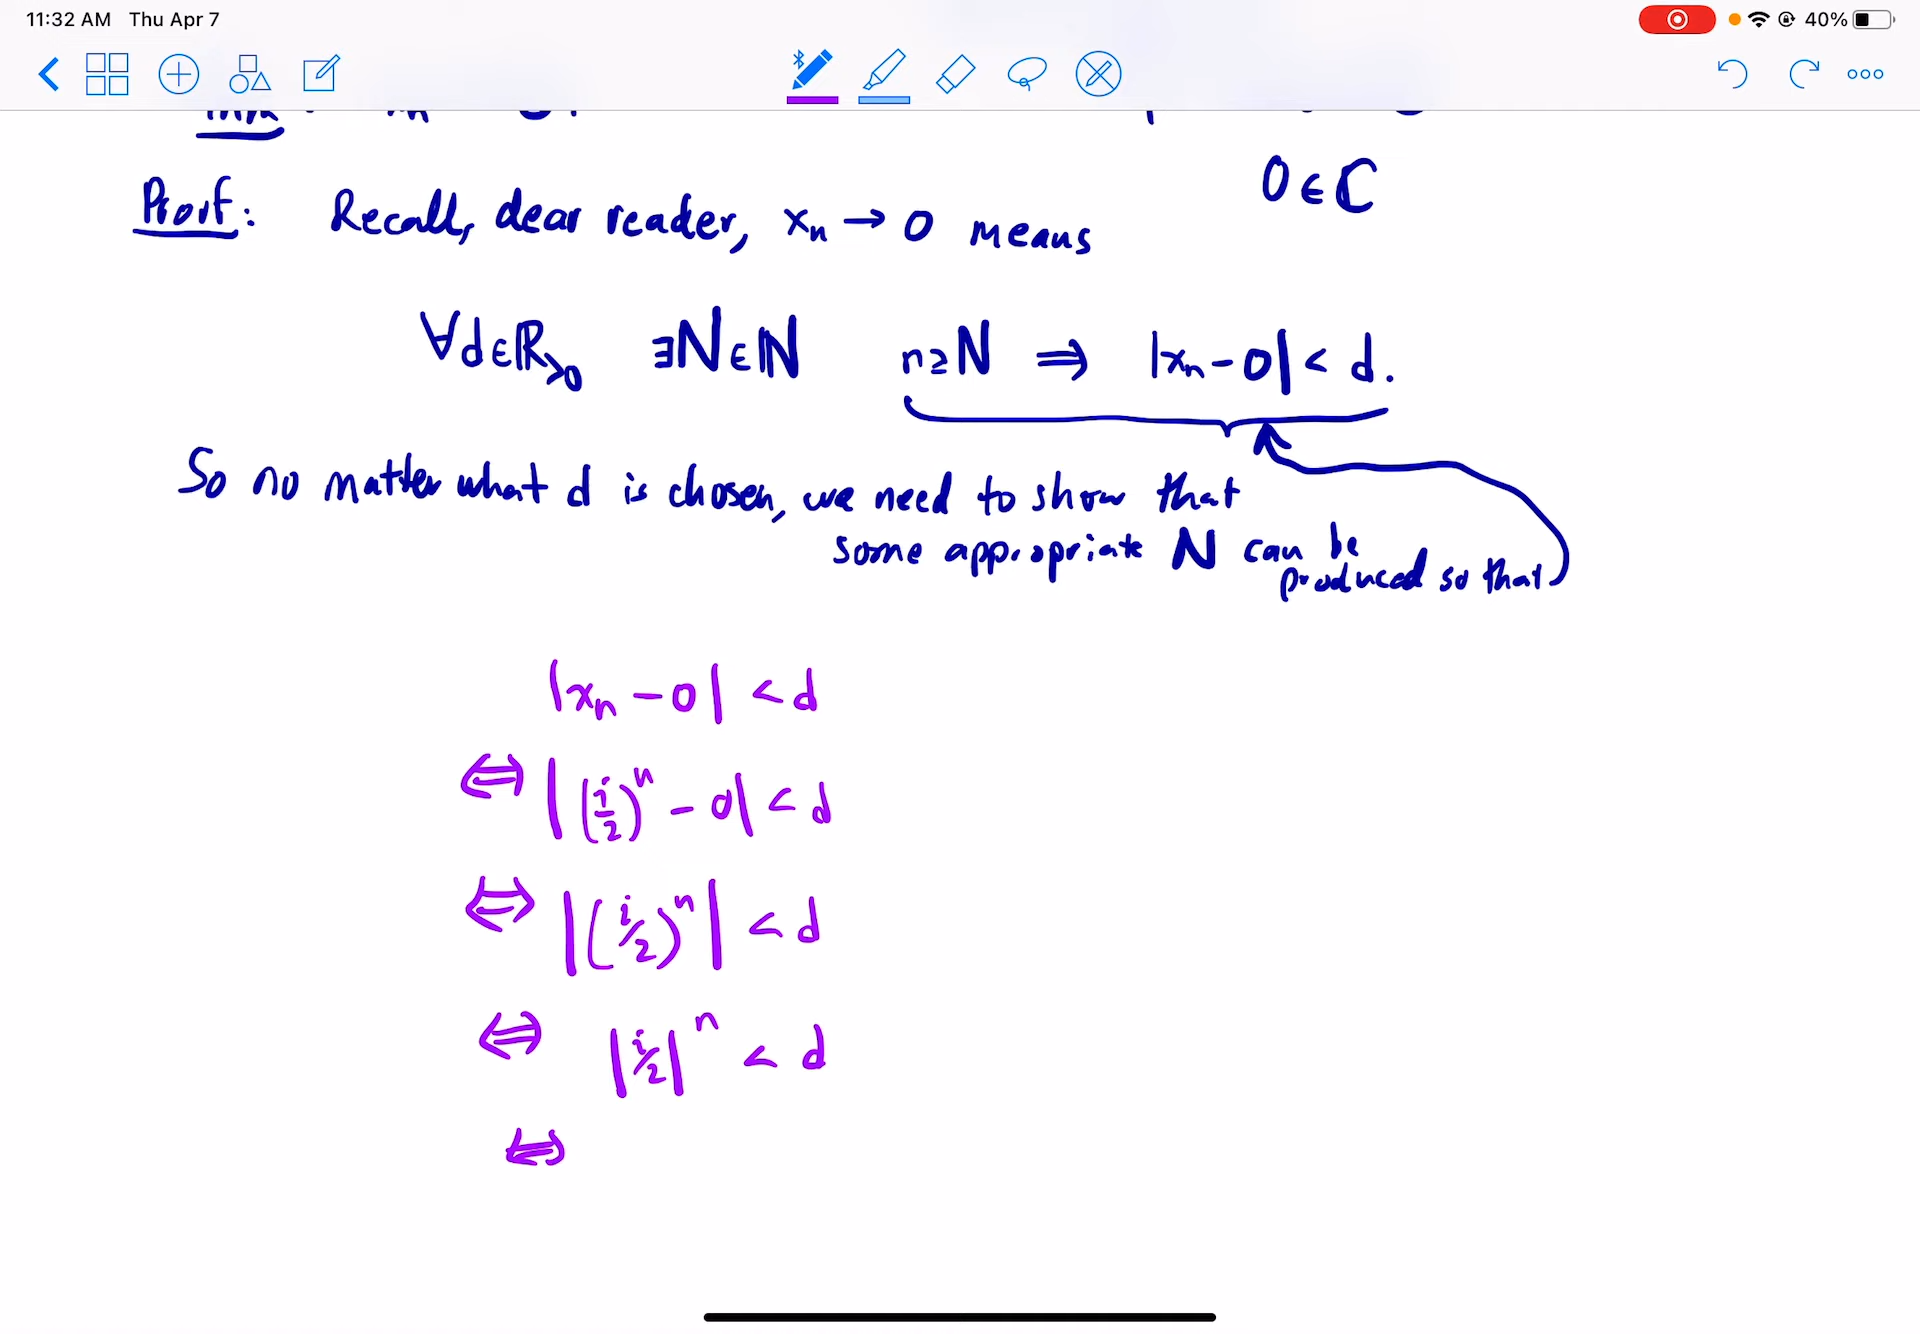 11:32 AM Thu Apr 7
40%
0 ∈ ℂ
Proof: Recall, dear reader, xₙ → 0 means
∀d∈ℝ>0 ∃N∈ℕ n≥N ⇒ |xₙ - 0| < d.
So no matter what d is chosen, we need to show that
some appropriate N can be
produced so that
|xₙ - 0| < d
⇔ |(i/2)ⁿ - 0| < d
⇔ |(i/2)ⁿ| < d
⇔ |i/2|ⁿ < d
⇔